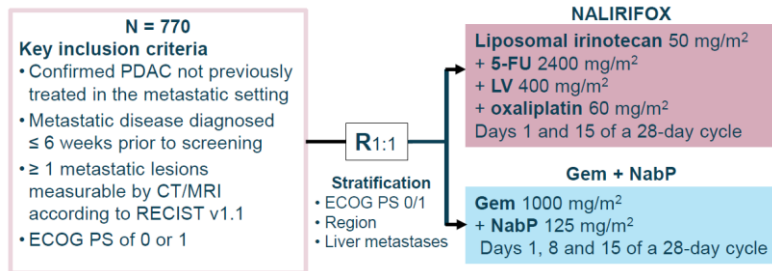 N = 770
Key inclusion criteria
• Confirmed PDAC not previously
treated in the metastatic setting
• Metastatic disease diagnosed
≤ 6 weeks prior to screening
• ≥ 1 metastatic lesions
measurable by CT/MRI
according to RECIST v1.1
• ECOG PS of 0 or 1
R1:1
Stratification
• ECOG PS 0/1
• Region
• Liver metastases
NALIRIFOX
Liposomal irinotecan 50 mg/m²
+ 5-FU 2400 mg/m²
+ LV 400 mg/m²
+ oxaliplatin 60 mg/m²
Days 1 and 15 of a 28-day cycle
Gem + NabP
Gem 1000 mg/m²
+ NabP 125 mg/m²
Days 1, 8 and 15 of a 28-day cycle